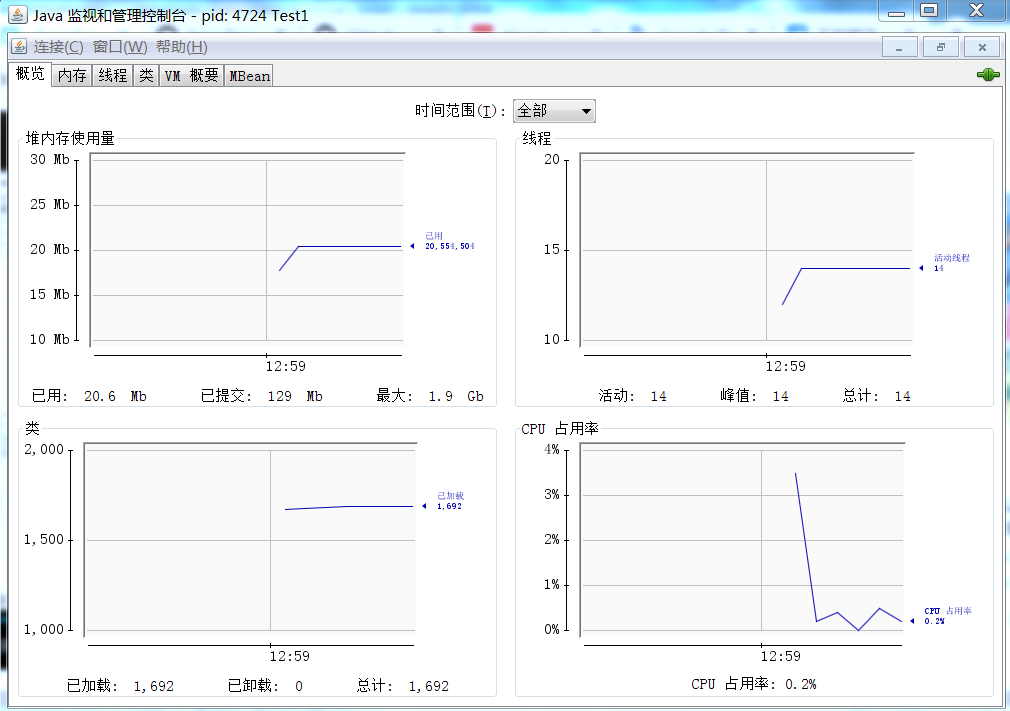 Java 监视和管理控制台 - pid: 4724 Test1
连接(C) 窗口(W) 帮助(H)
概览 内存 线程 类 VM 概要 MBean
时间范围(T): 全部
堆内存使用量
30 Mb
25 Mb
20 Mb
15 Mb
10 Mb
已用
20,554,504
12:59
已用: 20.6 Mb 已提交: 129 Mb 最大: 1.9 Gb
线程
20
15
10
活动线程
14
12:59
活动: 14 峰值: 14 总计: 14
类
2,000
1,500
1,000
已加载
1,692
12:59
已加载: 1,692 已卸载: 0 总计: 1,692
CPU 占用率
4%
3%
2%
1%
0%
CPU 占用率
0.2%
12:59
CPU 占用率: 0.2%